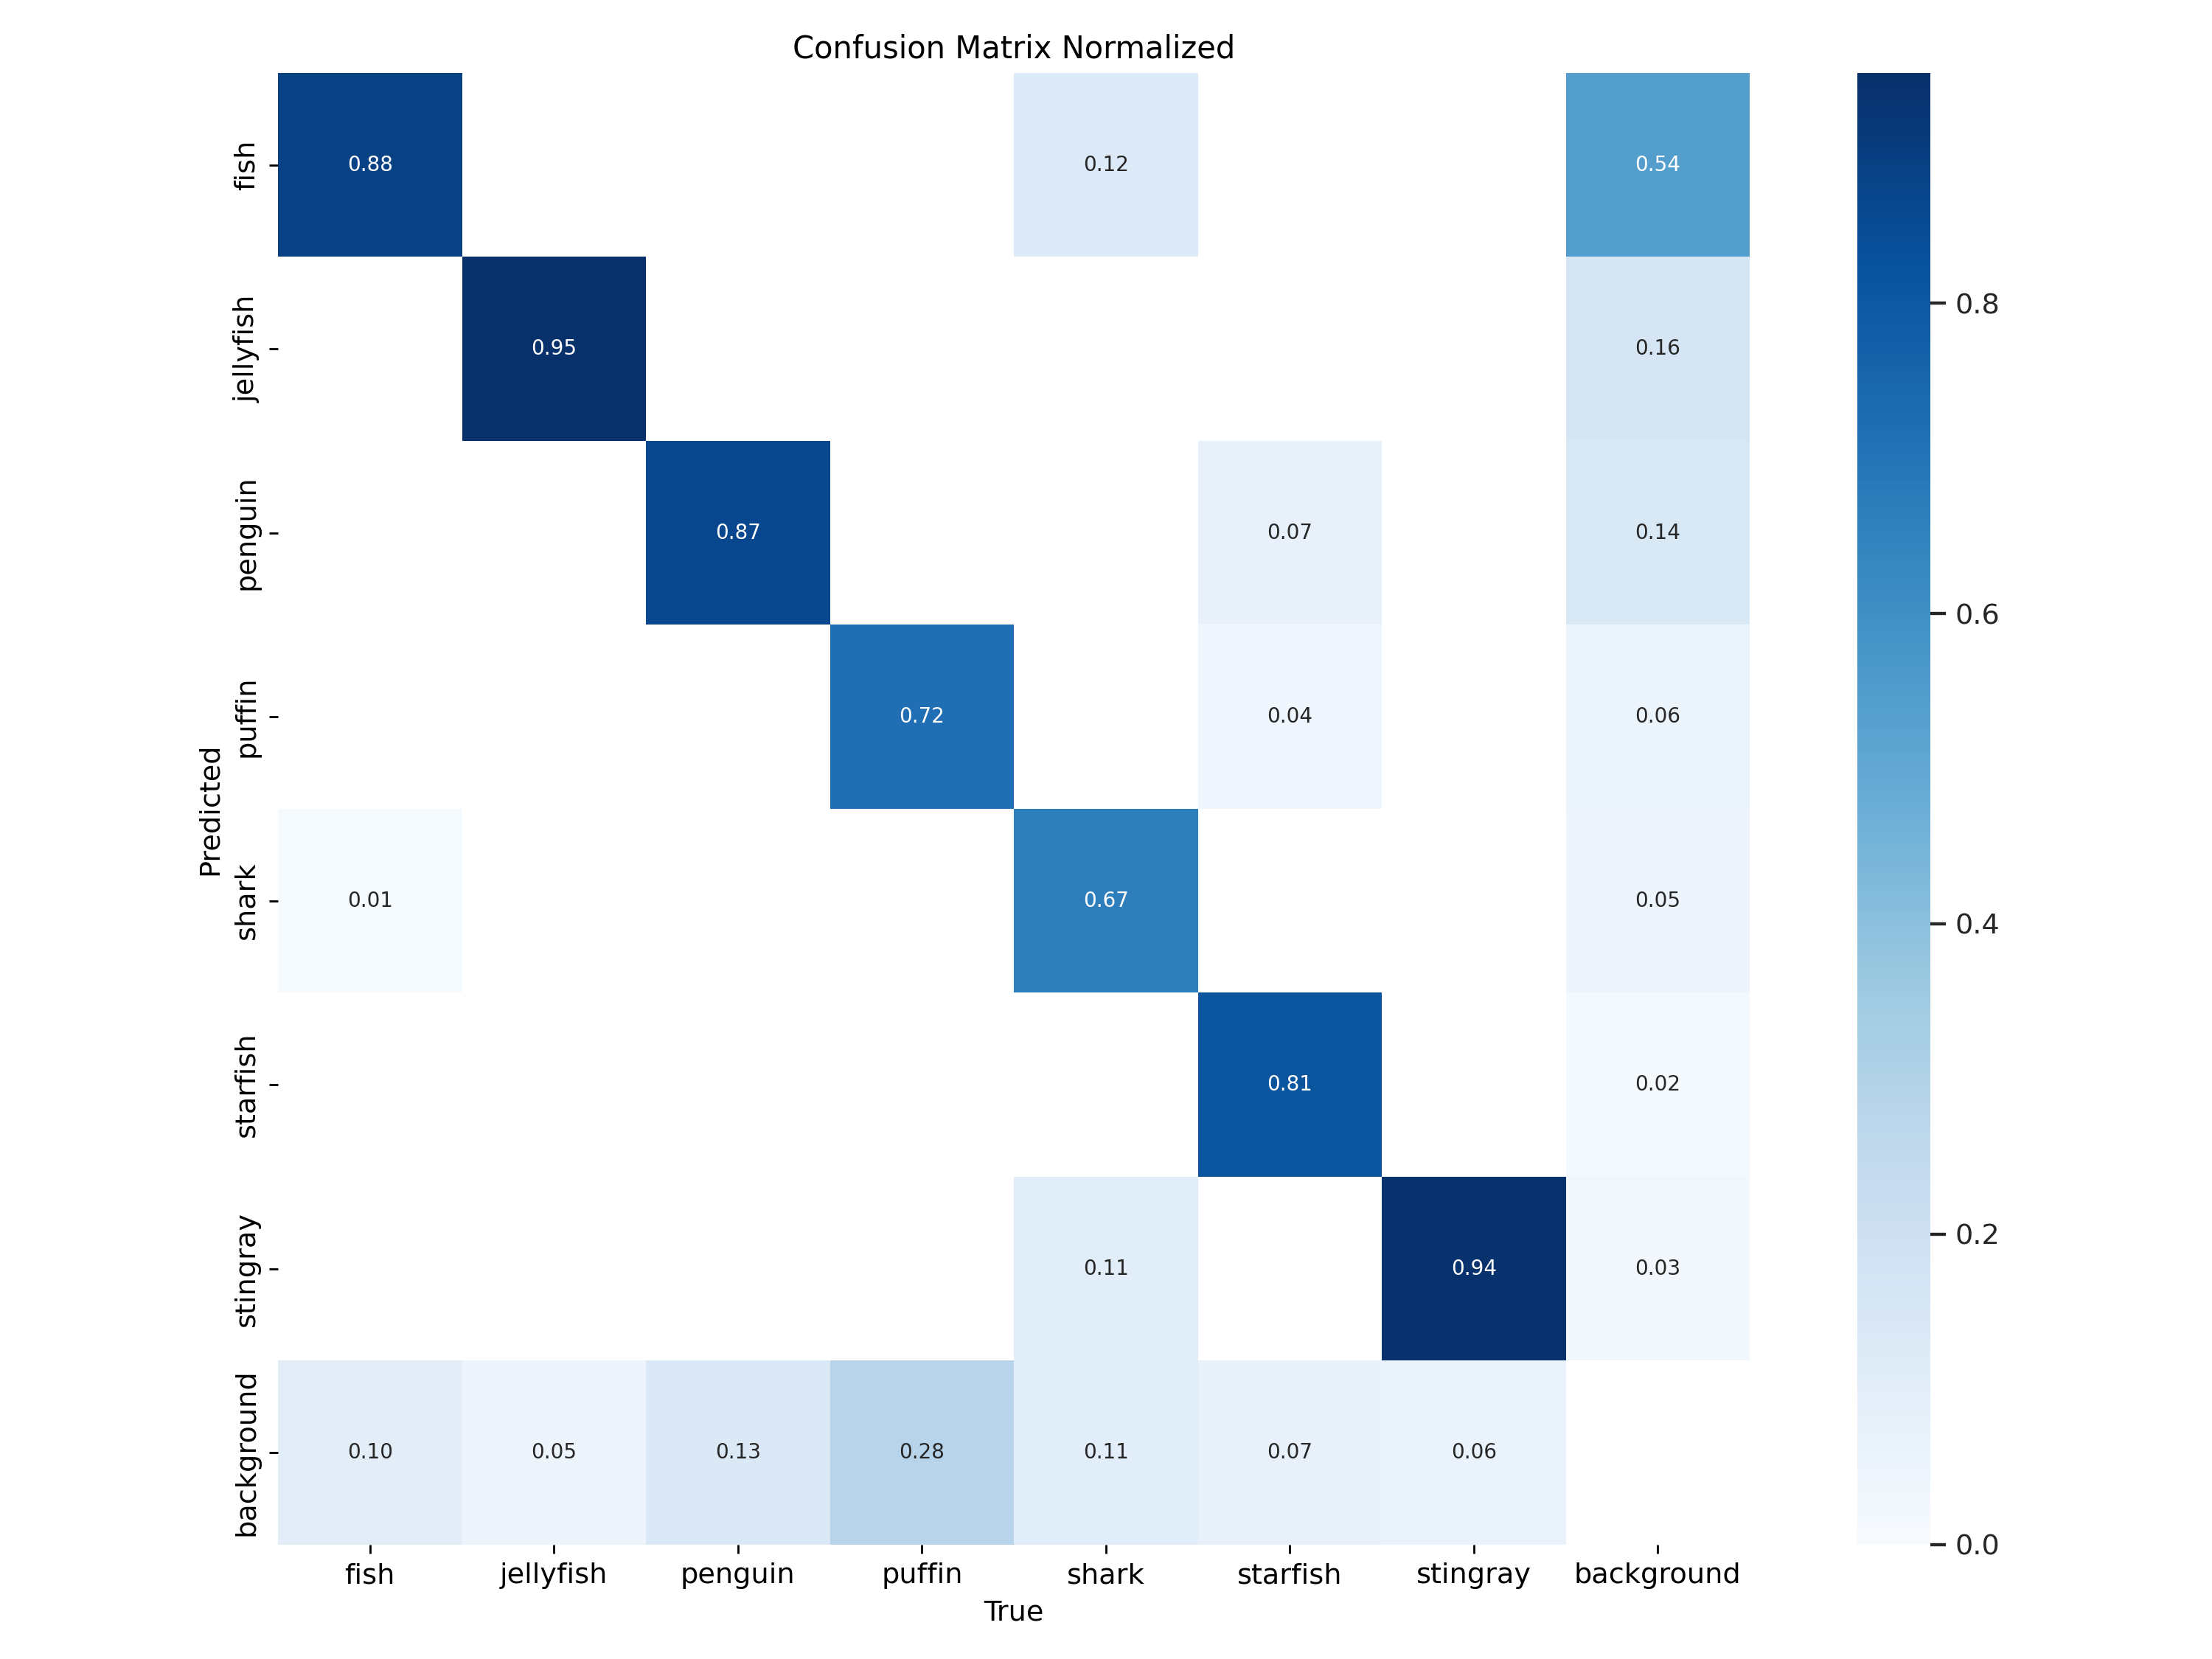 Confusion Matrix Normalized
fish 0.88 0.12 0.54
jellyfish 0.95 0.16
penguin 0.87 0.07 0.14
puffin 0.72 0.04 0.06
shark 0.01 0.67 0.05
starfish 0.81 0.02
stingray 0.11 0.94 0.03
background 0.10 0.05 0.13 0.28 0.11 0.07 0.06
fish jellyfish penguin puffin shark starfish stingray background
True
Predicted
0.8
0.6
0.4
0.2
0.0